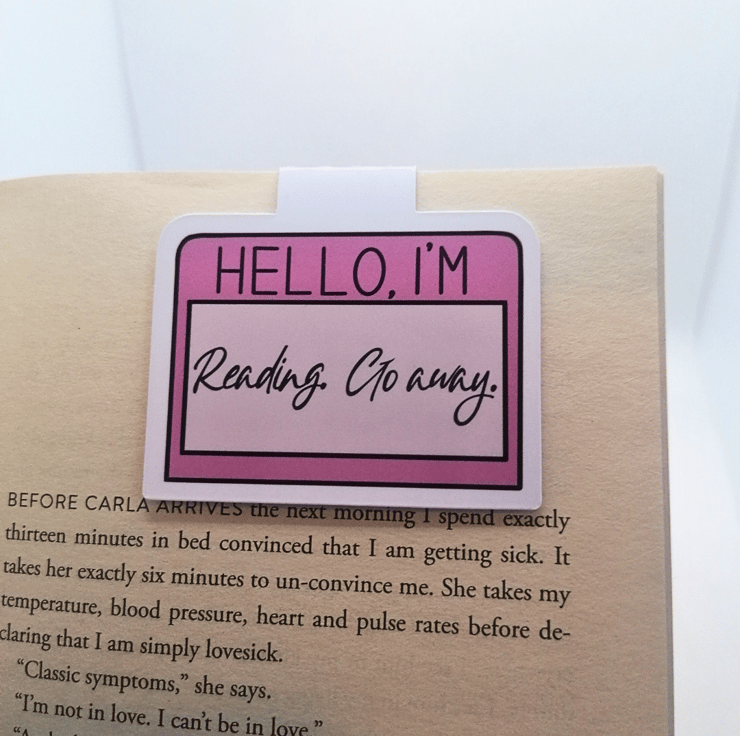 HELLO, I'M
Reading. Go away.
BEFORE CARLA ARRIVES the next morning I spend exactly
thirteen minutes in bed convinced that I am getting sick. It
takes her exactly six minutes to un-convince me. She takes my
temperature, blood pressure, heart and pulse rates before de-
claring that I am simply lovesick.
“Classic symptoms,” she says.
“I'm not in love. I can't be in love.”